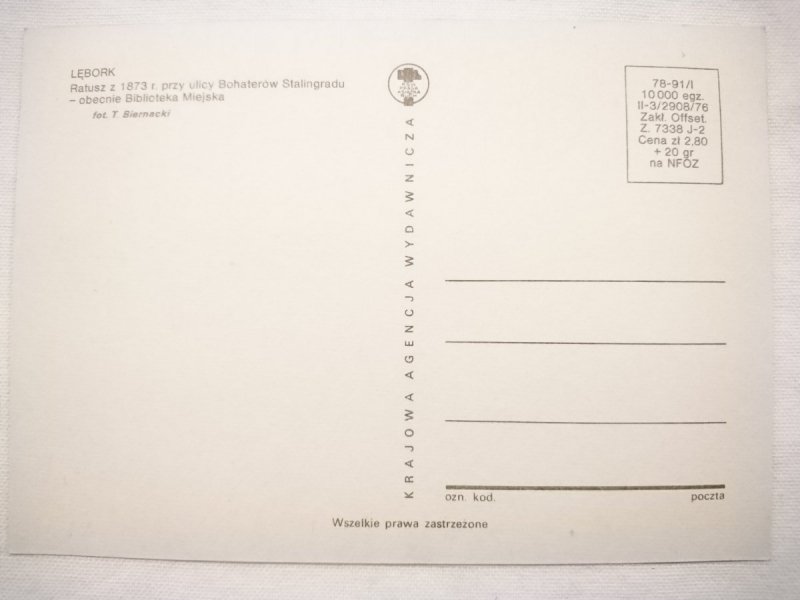 LĘBORK
Ratusz z 1873 r. przy ulicy Bohaterów Stalingradu
– obecnie Biblioteka Miejska
fot. T. Biernacki
KRAJOWA AGENCJA WYDAWNICZA
78-91/I
10 000 egz.
II-3/2908/76
Zakł. Offset.
Z. 7338 J-2
Cena zł 2,80
+ 20 gr
na NFOZ
ozn. kod.
poczta
Wszelkie prawa zastrzeżone